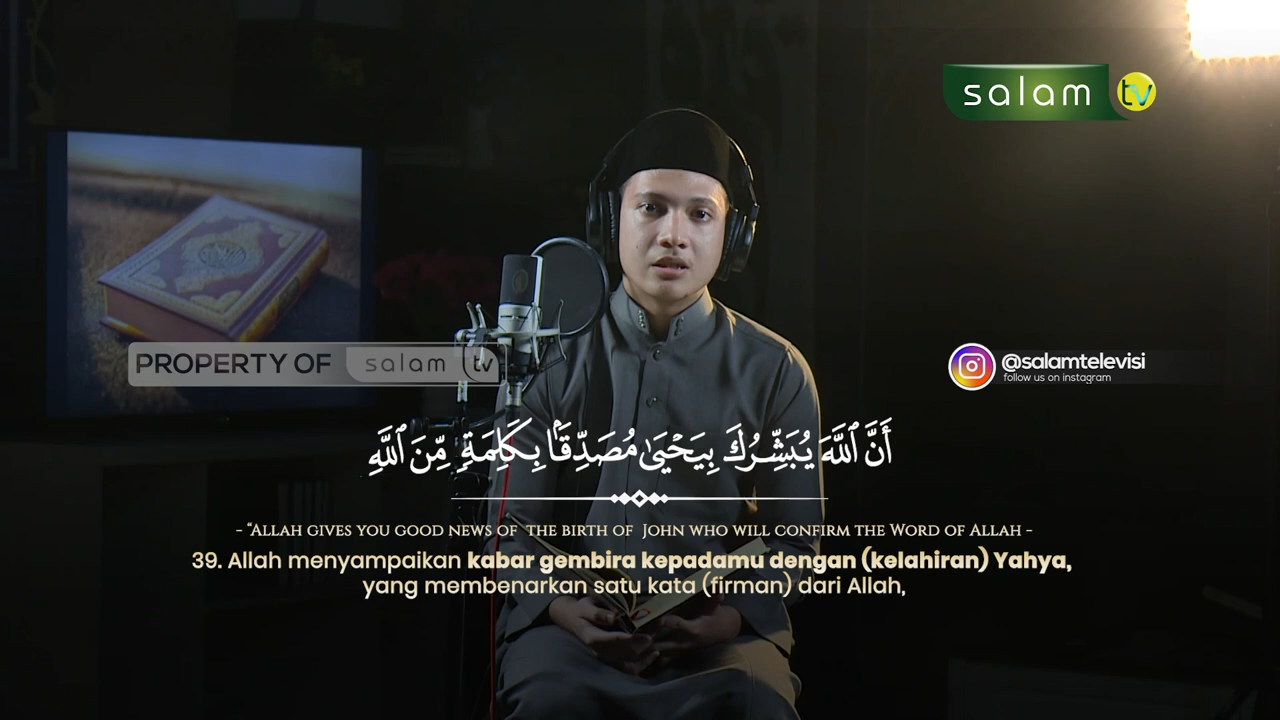 salam tv
PROPERTY OF salam tv
@salamtelevisi
follow us on instagram
أَنَّ ٱللَّهَ يُبَشِّرُكَ بِيَحْيَىٰ مُصَدِّقًۢا بِكَلِمَةٍ مِّنَ ٱللَّهِ
- “Allah gives you good news of the birth of John who will confirm the Word of Allah -
39. Allah menyampaikan kabar gembira kepadamu dengan (kelahiran) Yahya,
yang membenarkan satu kata (firman) dari Allah,